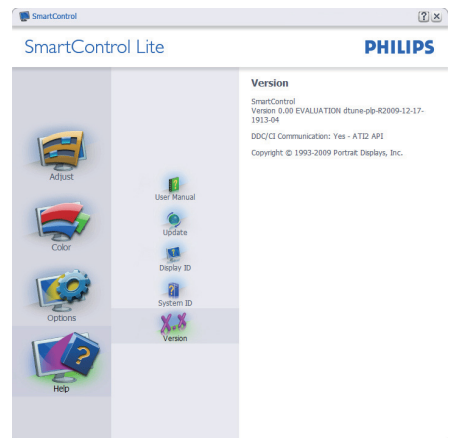 SmartControl
SmartControl Lite
PHILIPS
Adjust
Color
Options
Help
User Manual
Update
Display ID
System ID
Version
Version
SmartControl
Version 0.00 EVALUATION dtune-plp-R2009-12-17-
1913-04
DDC/CI Communication: Yes - ATI2 API
Copyright © 1993-2009 Portrait Displays, Inc.